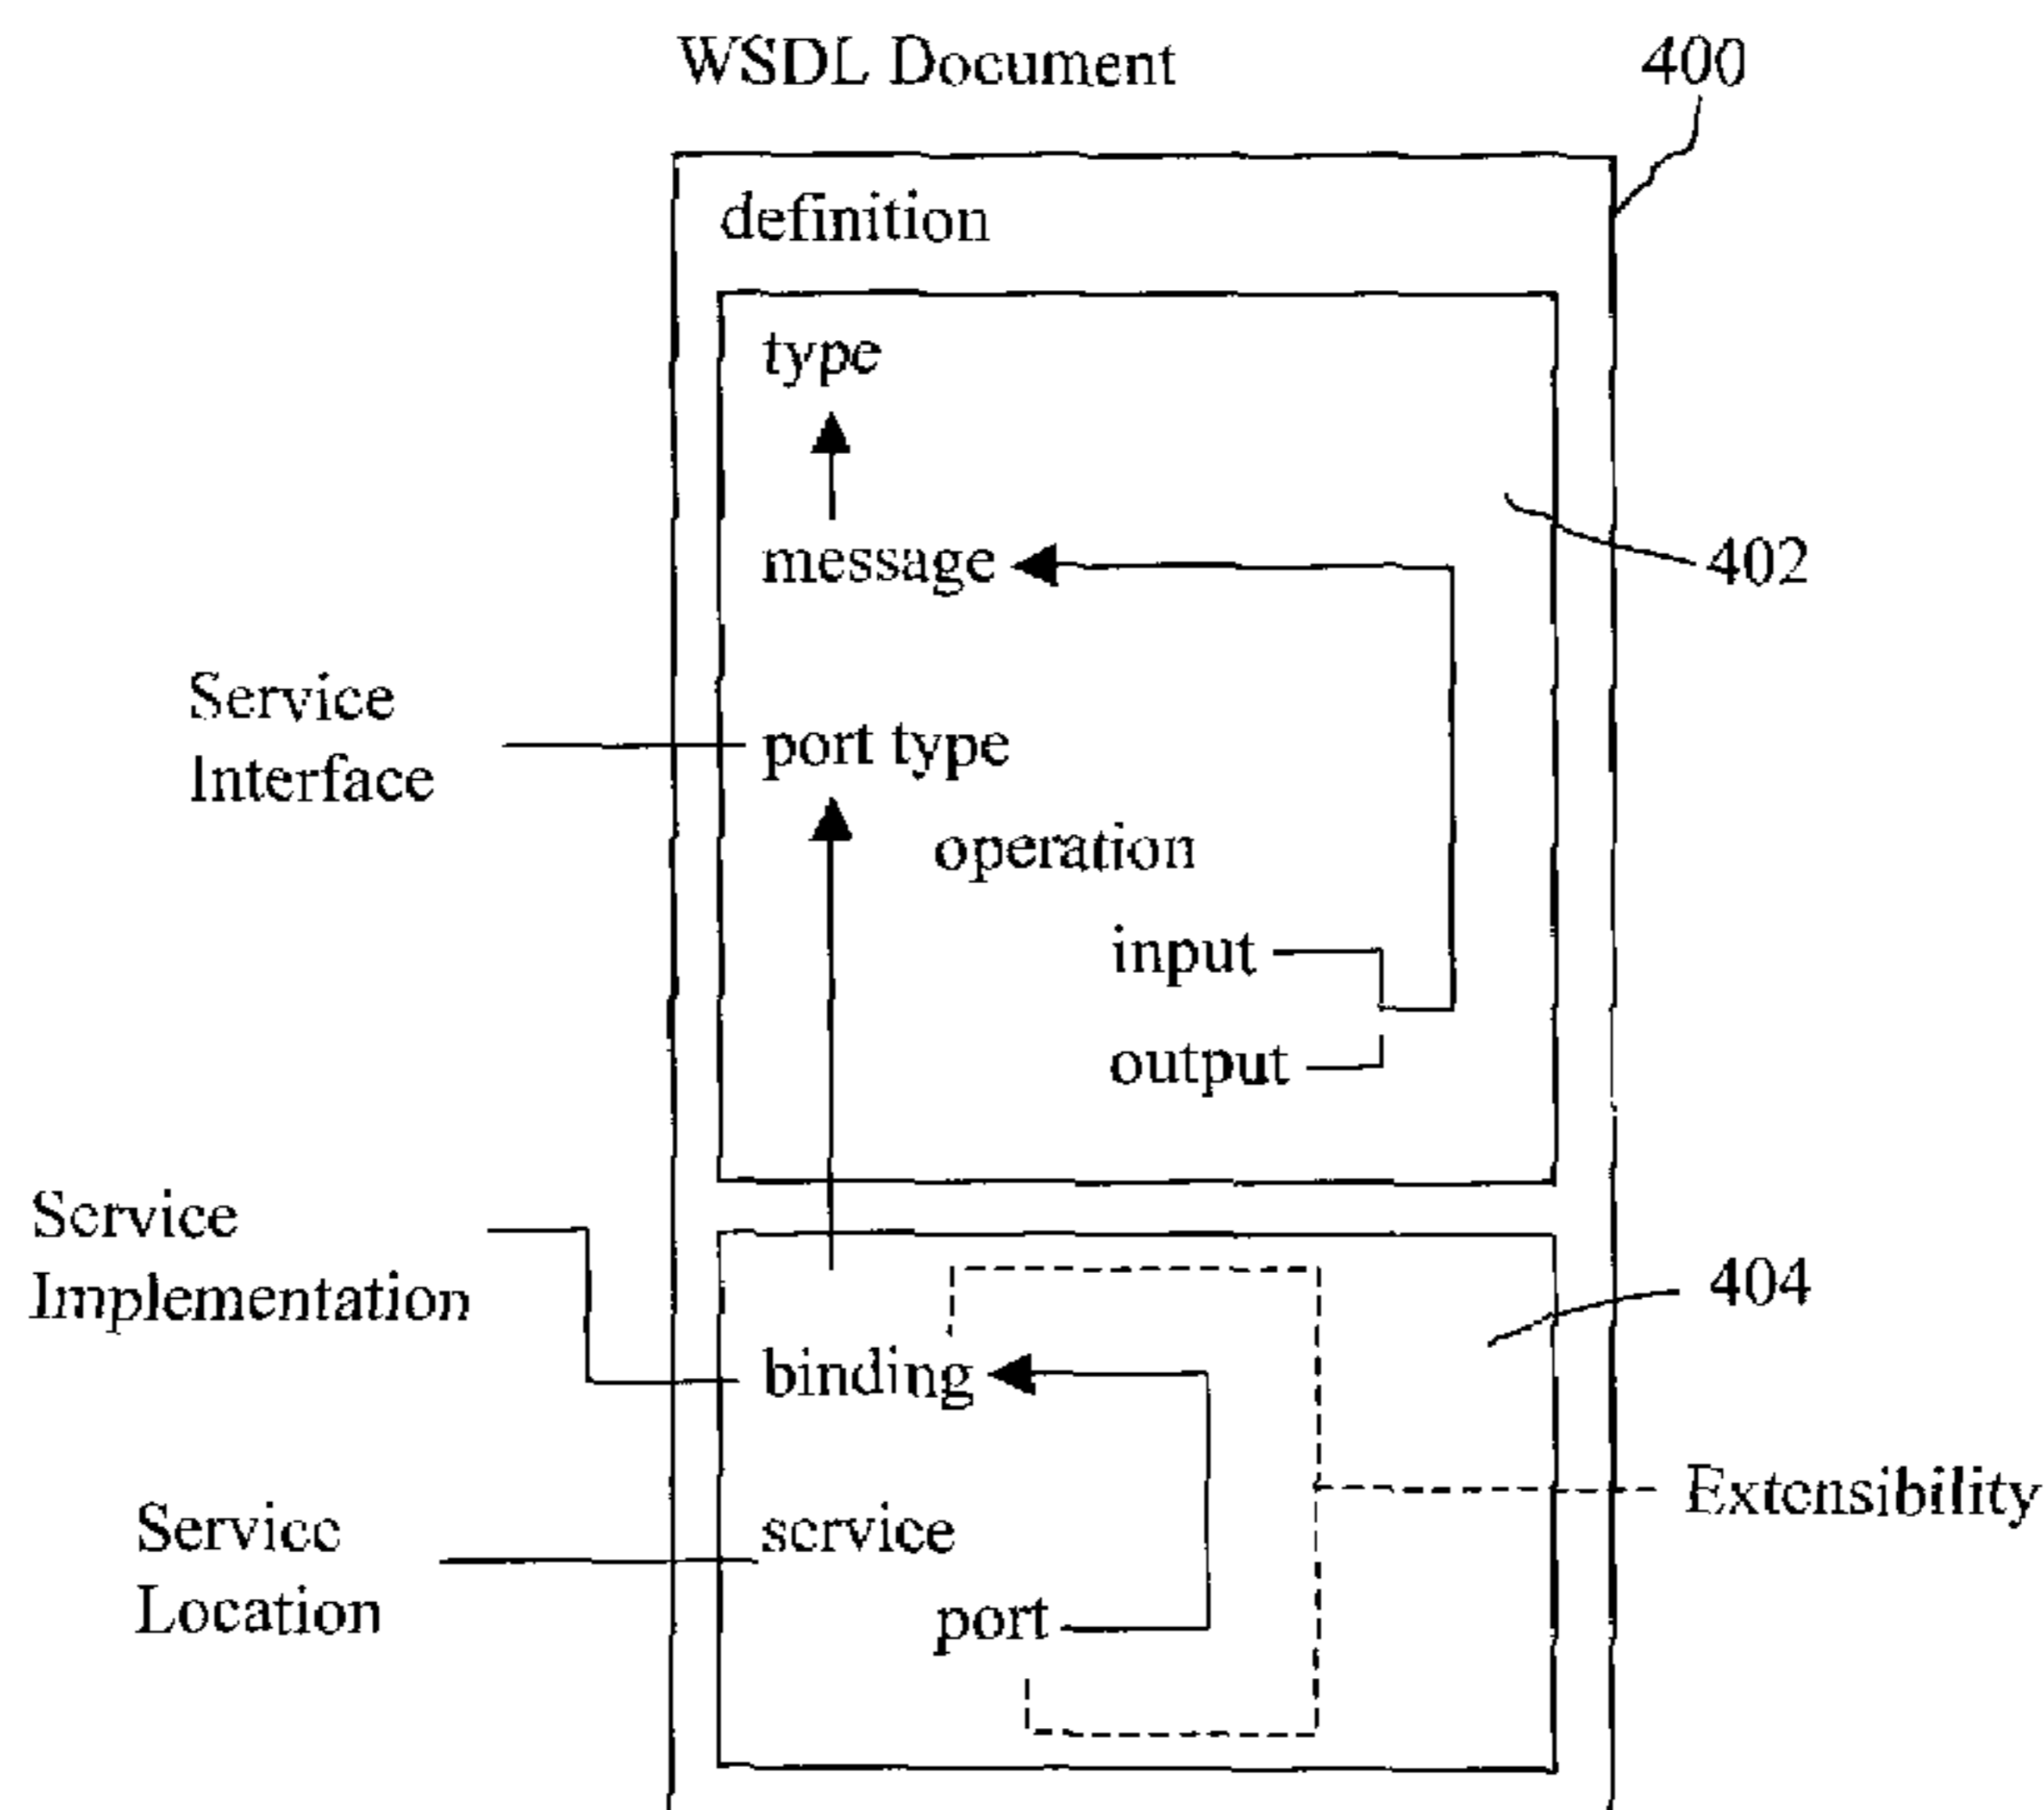 WSDL Document
400
definition
type
message
402
Service
Interface
port type
operation
input
output
Service
Implementation
404
binding
Extensibility
Service
Location
service
port